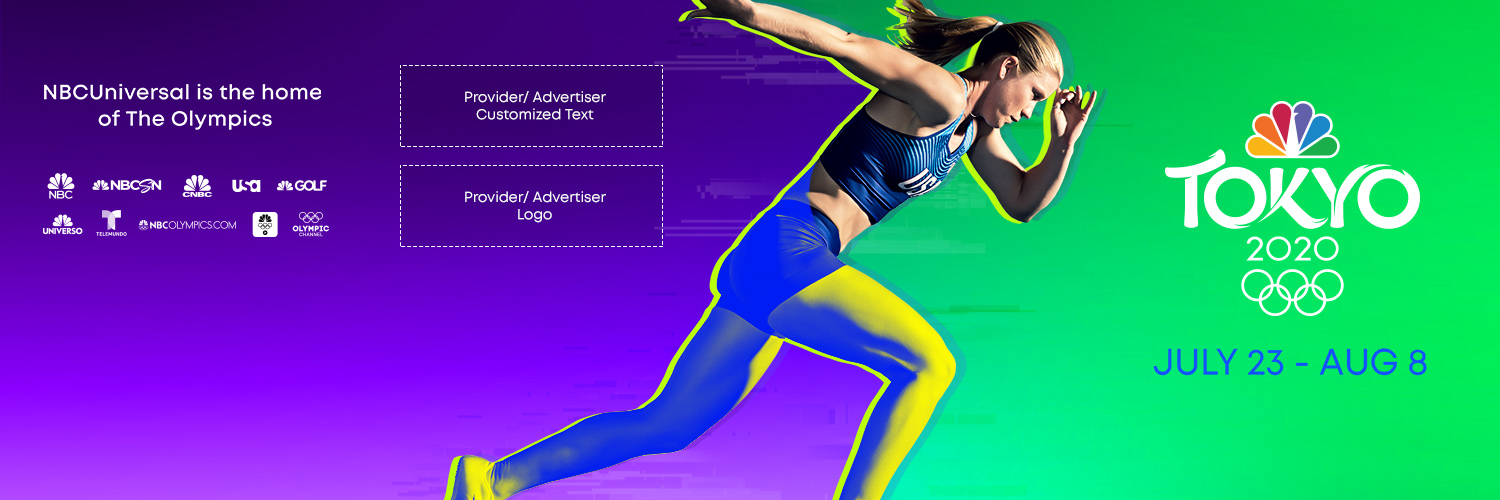 NBCUniversal is the home
of The Olympics
NBC
NBCSN
CNBC
usa
GOLF
UNIVERSO
TELEMUNDO
NBCOLYMPICS.COM
OLYMPIC
CHANNEL
Provider/ Advertiser
Customized Text
Provider/ Advertiser
Logo
US
TOKYO
2020
JULY 23 - AUG 8